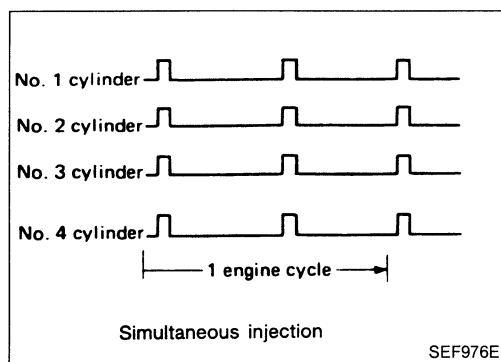 No. 1 cylinder
No. 2 cylinder
No. 3 cylinder
No. 4 cylinder
1 engine cycle
Simultaneous injection
SEF976E